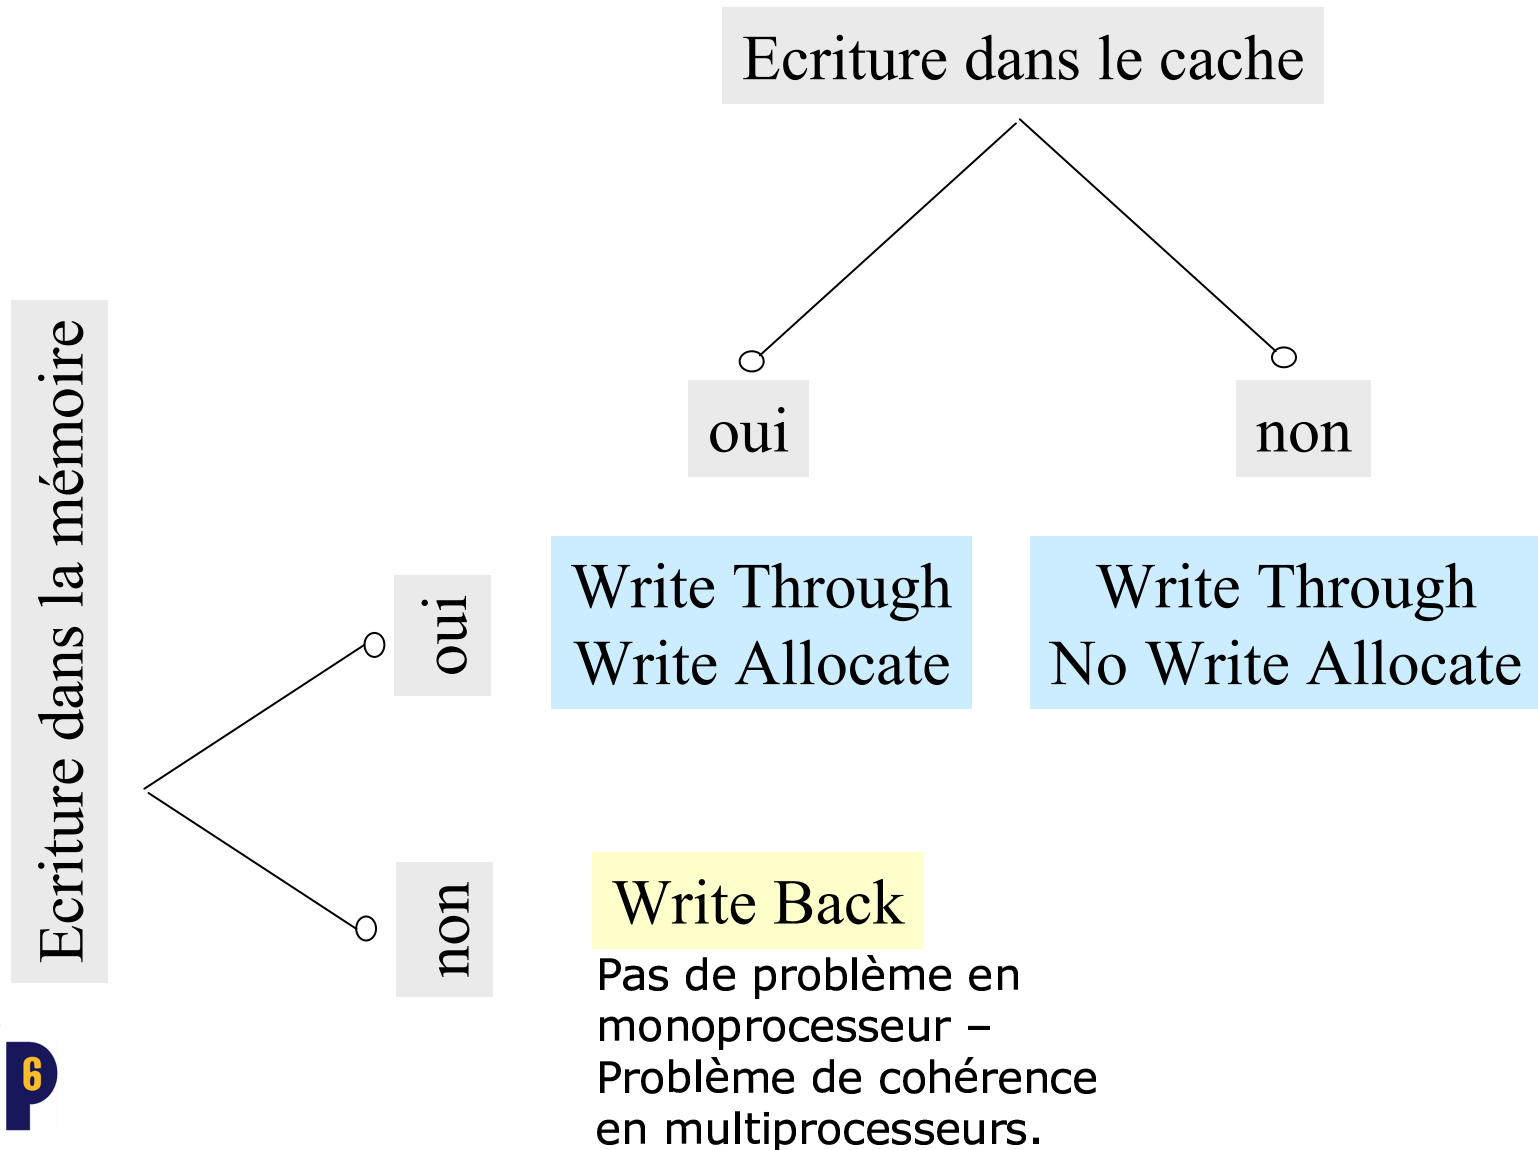 Ecriture dans le cache
Ecriture dans la mémoire
oui
non
oui
Write Through
Write Allocate
Write Through
No Write Allocate
non
Write Back
Pas de problème en
monoprocesseur –
Problème de cohérence
en multiprocesseurs.
P6